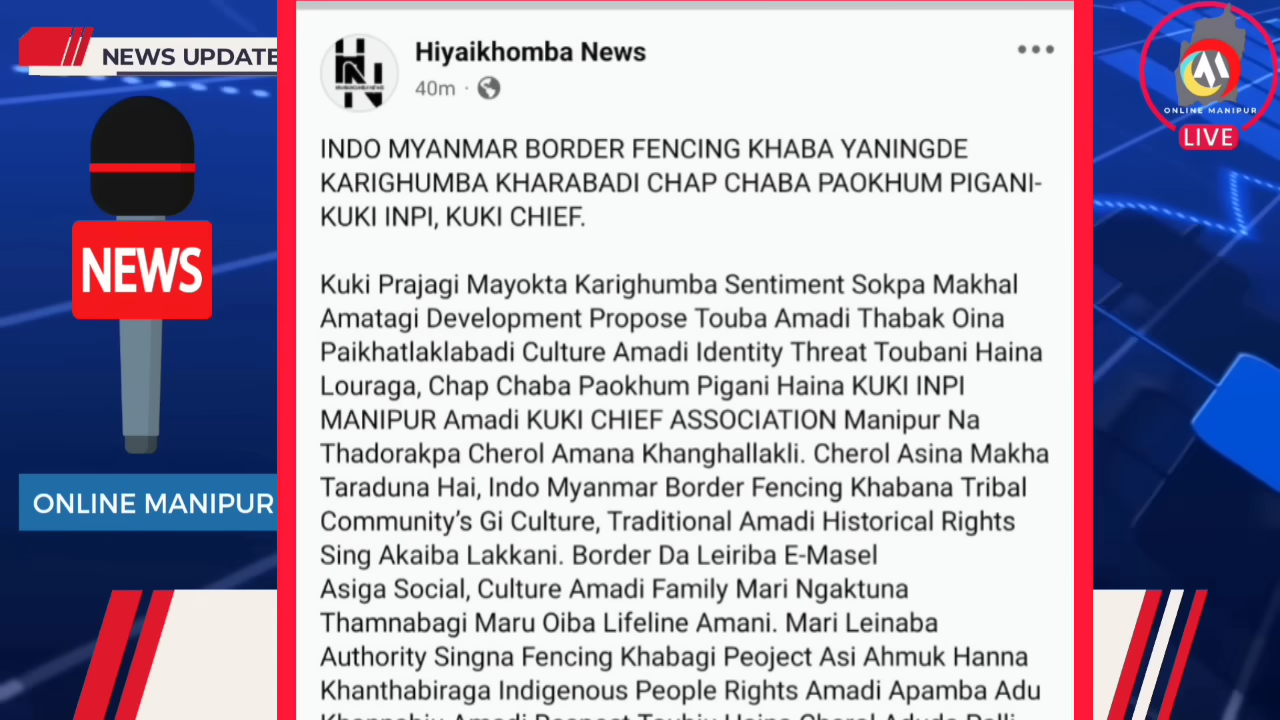 NEWS UPDATE
NEWS
ONLINE MANIPUR
Hiyaikhomba News
40m ·
INDO MYANMAR BORDER FENCING KHABA YANINGDE
KARIGHUMBA KHARABADI CHAP CHABA PAOKHUM PIGANI-
KUKI INPI, KUKI CHIEF.
Kuki Prajagi Mayokta Karighumba Sentiment Sokpa Makhal
Amatagi Development Propose Touba Amadi Thabak Oina
Paikhatlaklabadi Culture Amadi Identity Threat Toubani Haina
Louraga, Chap Chaba Paokhum Pigani Haina KUKI INPI
MANIPUR Amadi KUKI CHIEF ASSOCIATION Manipur Na
Thadorakpa Cherol Amana Khanghallakli. Cherol Asina Makha
Taraduna Hai, Indo Myanmar Border Fencing Khabana Tribal
Community’s Gi Culture, Traditional Amadi Historical Rights
Sing Akaiba Lakkani. Border Da Leiriba E-Masel
Asiga Social, Culture Amadi Family Mari Ngaktuna
Thamnabagi Maru Oiba Lifeline Amani. Mari Leinaba
Authority Singna Fencing Khabagi Peoject Asi Ahmuk Hanna
Khanthabiraga Indigenous People Rights Amadi Apamba Adu
ONLINE MANIPUR
LIVE